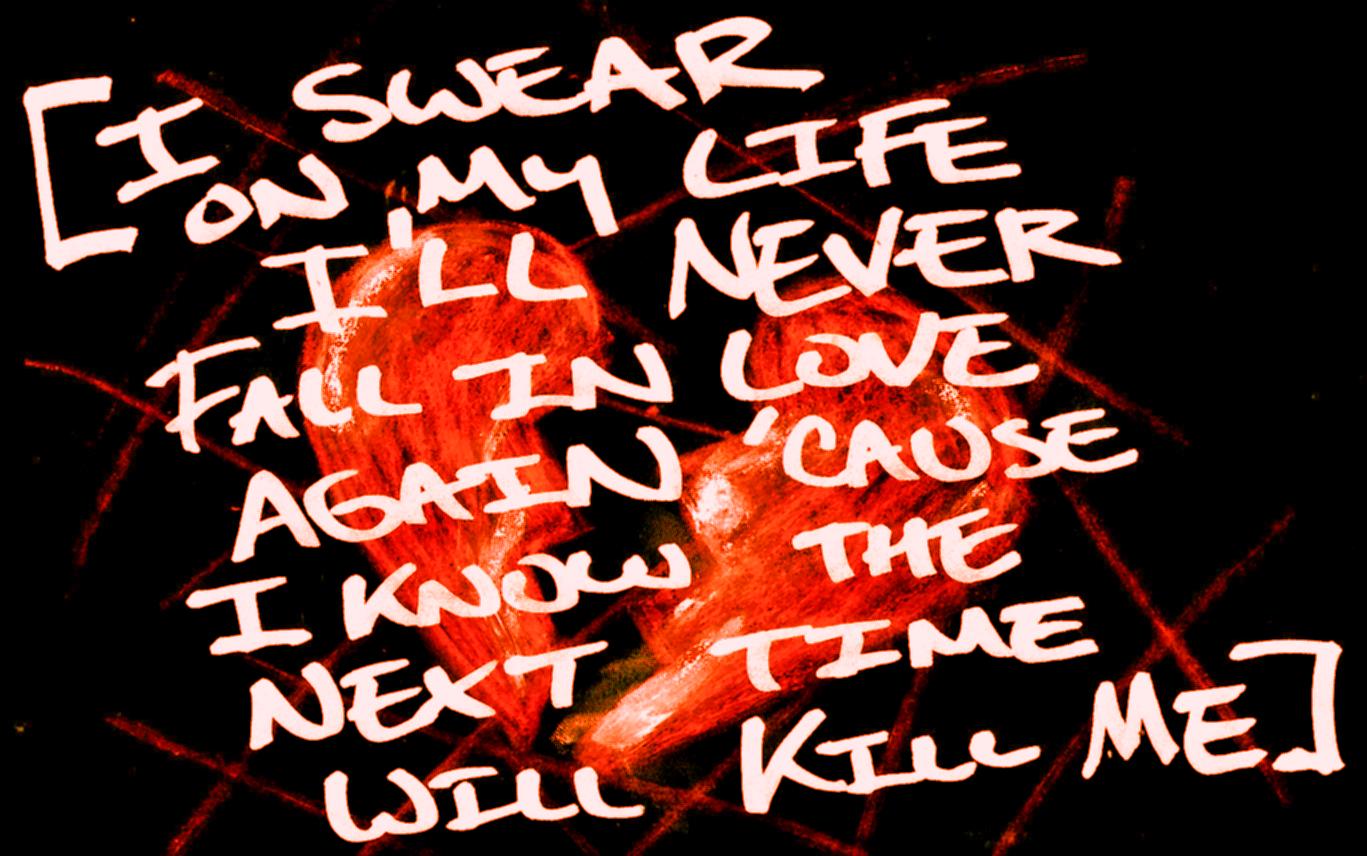 [I SWEAR
ON MY LIFE
I'LL NEVER
FALL IN LOVE
AGAIN 'CAUSE
I KNOW THE
NEXT TIME
WILL KILL ME]